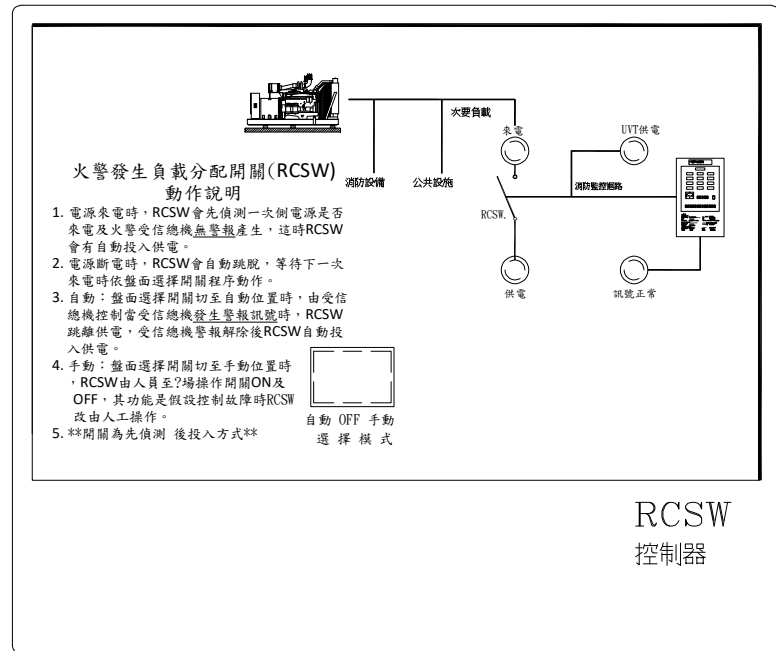 次要負載
來電
UVT供電
消防設備
公共設施
消防監控迴路
RCSW.
供電
訊號正常
火警發生負載分配開關(RCSW)
動作說明
1. 電源來電時，RCSW會先偵測一次側電源是否
來電及火警受信總機無警報產生，這時RCSW
會有自動投入供電。
2. 電源斷電時，RCSW會自動跳脫，等待下一次
來電時依盤面選擇開關程序動作。
3. 自動：盤面選擇開關切至自動位置時，由受信
總機控制當受信總機發生警報訊號時，RCSW
跳離供電，受信總機警報解除後RCSW自動投
入供電。
4. 手動：盤面選擇開關切至手動位置時
，RCSW由人員至?場操作開關ON及
OFF，其功能是假設控制故障時RCSW
改由人工操作。
5. **開關為先偵測 後投入方式**
自動 OFF 手動
選 擇 模 式
RCSW
控制器